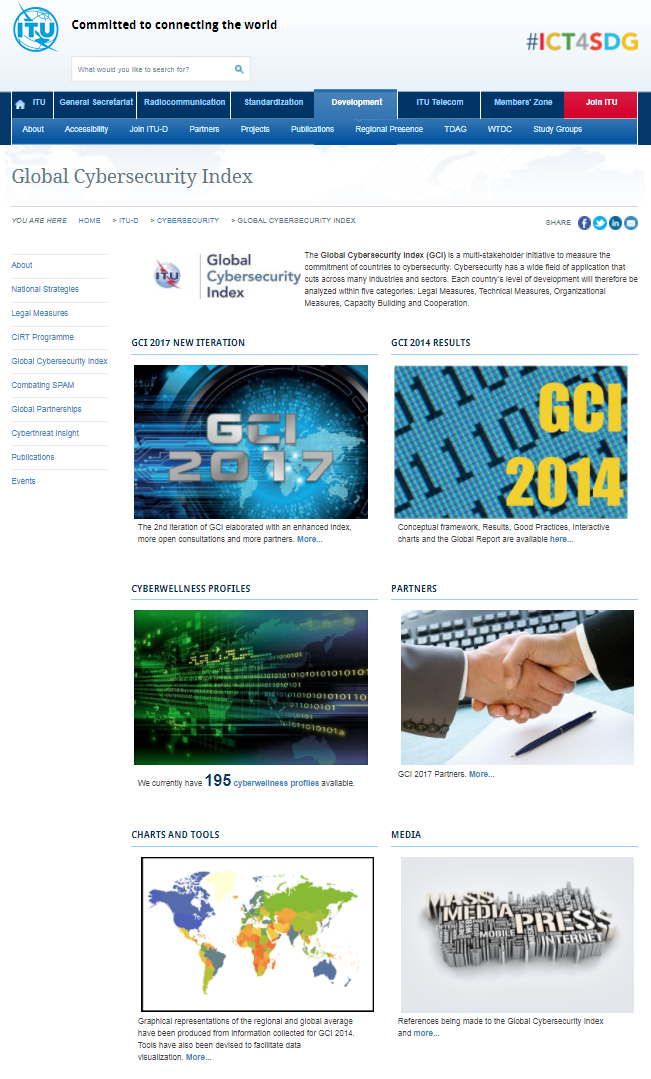 ITU
Committed to connecting the world
#ICT4SDG
What would you like to search for?
ITU
General Secretariat
Radiocommunication
Standardization
Development
ITU Telecom
Members' Zone
Join ITU
About
Accessibility
Join ITU-D
Partners
Projects
Publications
Regional Presence
TDAG
WTDC
Study Groups
Global Cybersecurity Index
YOU ARE HERE HOME > ITU-D > CYBERSECURITY > GLOBAL CYBERSECURITY INDEX
SHARE
About
National Strategies
Legal Measures
CIRT Programme
Global Cybersecurity Index
Combating SPAM
Global Partnerships
Cyberthreat Insight
Publications
Events
ITU
Global
Cybersecurity
Index
The Global Cybersecurity Index (GCI) is a multi-stakeholder initiative to measure the
commitment of countries to cybersecurity. Cybersecurity has a wide field of application that
cuts across many industries and sectors. Each country's level of development will therefore be
analyzed within five categories: Legal Measures, Technical Measures, Organizational
Measures, Capacity Building and Cooperation.
GCI 2017 NEW ITERATION
GCI
2017
The 2nd iteration of GCI elaborated with an enhanced index,
more open consultations and more partners. More...
GCI 2014 RESULTS
GCI
2014
Conceptual framework, Results, Good Practices, Interactive
charts and the Global Report are available here...
CYBERWELLNESS PROFILES
We currently have 195 cyberwellness profiles available.
PARTNERS
GCI 2017 Partners. More...
CHARTS AND TOOLS
Graphical representations of the regional and global average
have been produced from information collected for GCI 2014.
Tools have also been devised to facilitate data
visualization. More...
MEDIA
MASS
MEDIA
PRESS
MOBILE
INTERNET
References being made to the Global Cybersecurity Index
and more...